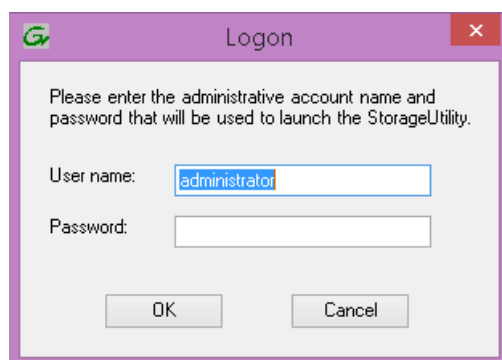 Logon
Please enter the administrative account name and
password that will be used to launch the StorageUtility.
User name:
administrator
Password:
OK
Cancel